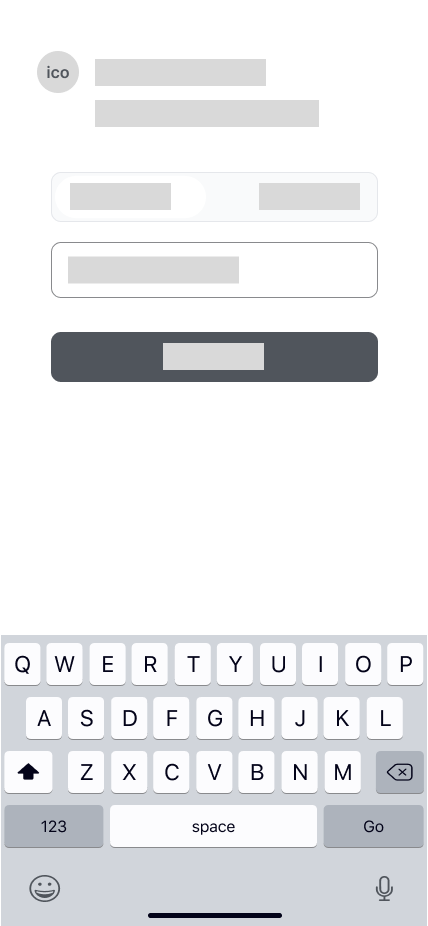 ico
Q W E R T Y U I O P
A S D F G H J K L
Z X C V B N M
123 space Go